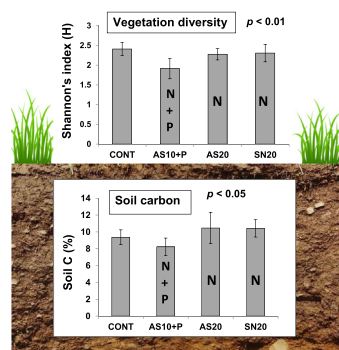 Vegetation diversity
p < 0.01
Shannon's index (H)
3
2.5
2
1.5
1
0.5
0
N
+
P
N
N
CONT AS10+P AS20 SN20
Soil carbon
p < 0.05
Soil C (%)
14
12
10
8
6
4
2
0
N
+
P
N
N
CONT AS10+P AS20 SN20